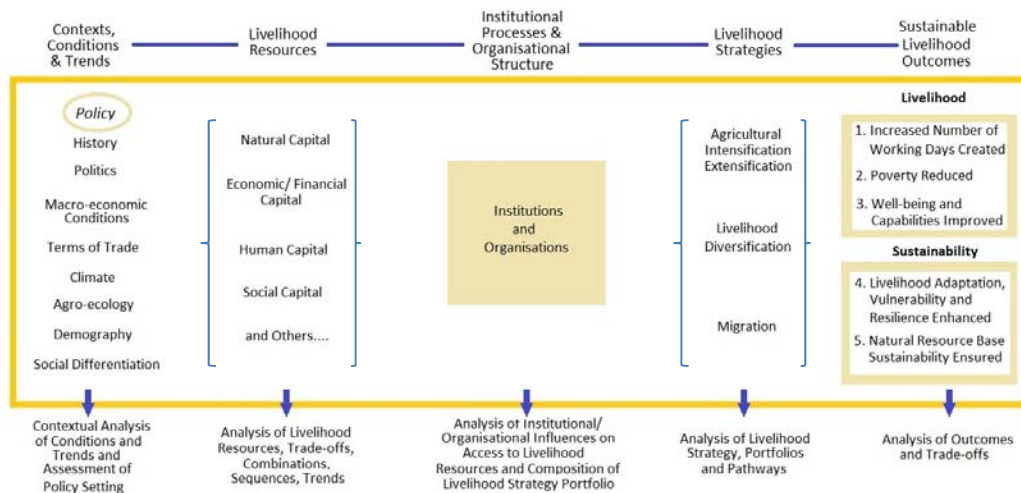 Contexts,
Conditions
& Trends
Livelihood
Resources
Institutional
Processes &
Organisational
Structure
Livelihood
Strategies
Sustainable
Livelihood
Outcomes
Policy
History
Politics
Macro-economic
Conditions
Terms of Trade
Climate
Agro-ecology
Demography
Social Differentiation
Natural Capital
Economic/ Financial
Capital
Human Capital
Social Capital
and Others....
Institutions
and
Organisations
Agricultural
Intensification
Extensification
Livelihood
Diversification
Migration
Livelihood
1. Increased Number of
Working Days Created
2. Poverty Reduced
3. Well-being and
Capabilities Improved
Sustainability
4. Livelihood Adaptation,
Vulnerability and
Resilience Enhanced
5. Natural Resource Base
Sustainability Ensured
Contextual Analysis
of Conditions and
Trends and
Assessment of
Policy Setting
Analysis of Livelihood
Resources, Trade-offs,
Combinations,
Sequences, Trends
Analysis of Institutional/
Organisational Influences on
Access to Livelihood
Resources and Composition of
Livelihood Strategy Portfolio
Analysis of Livelihood
Strategy, Portfolios
and Pathways
Analysis of Outcomes
and Trade-offs